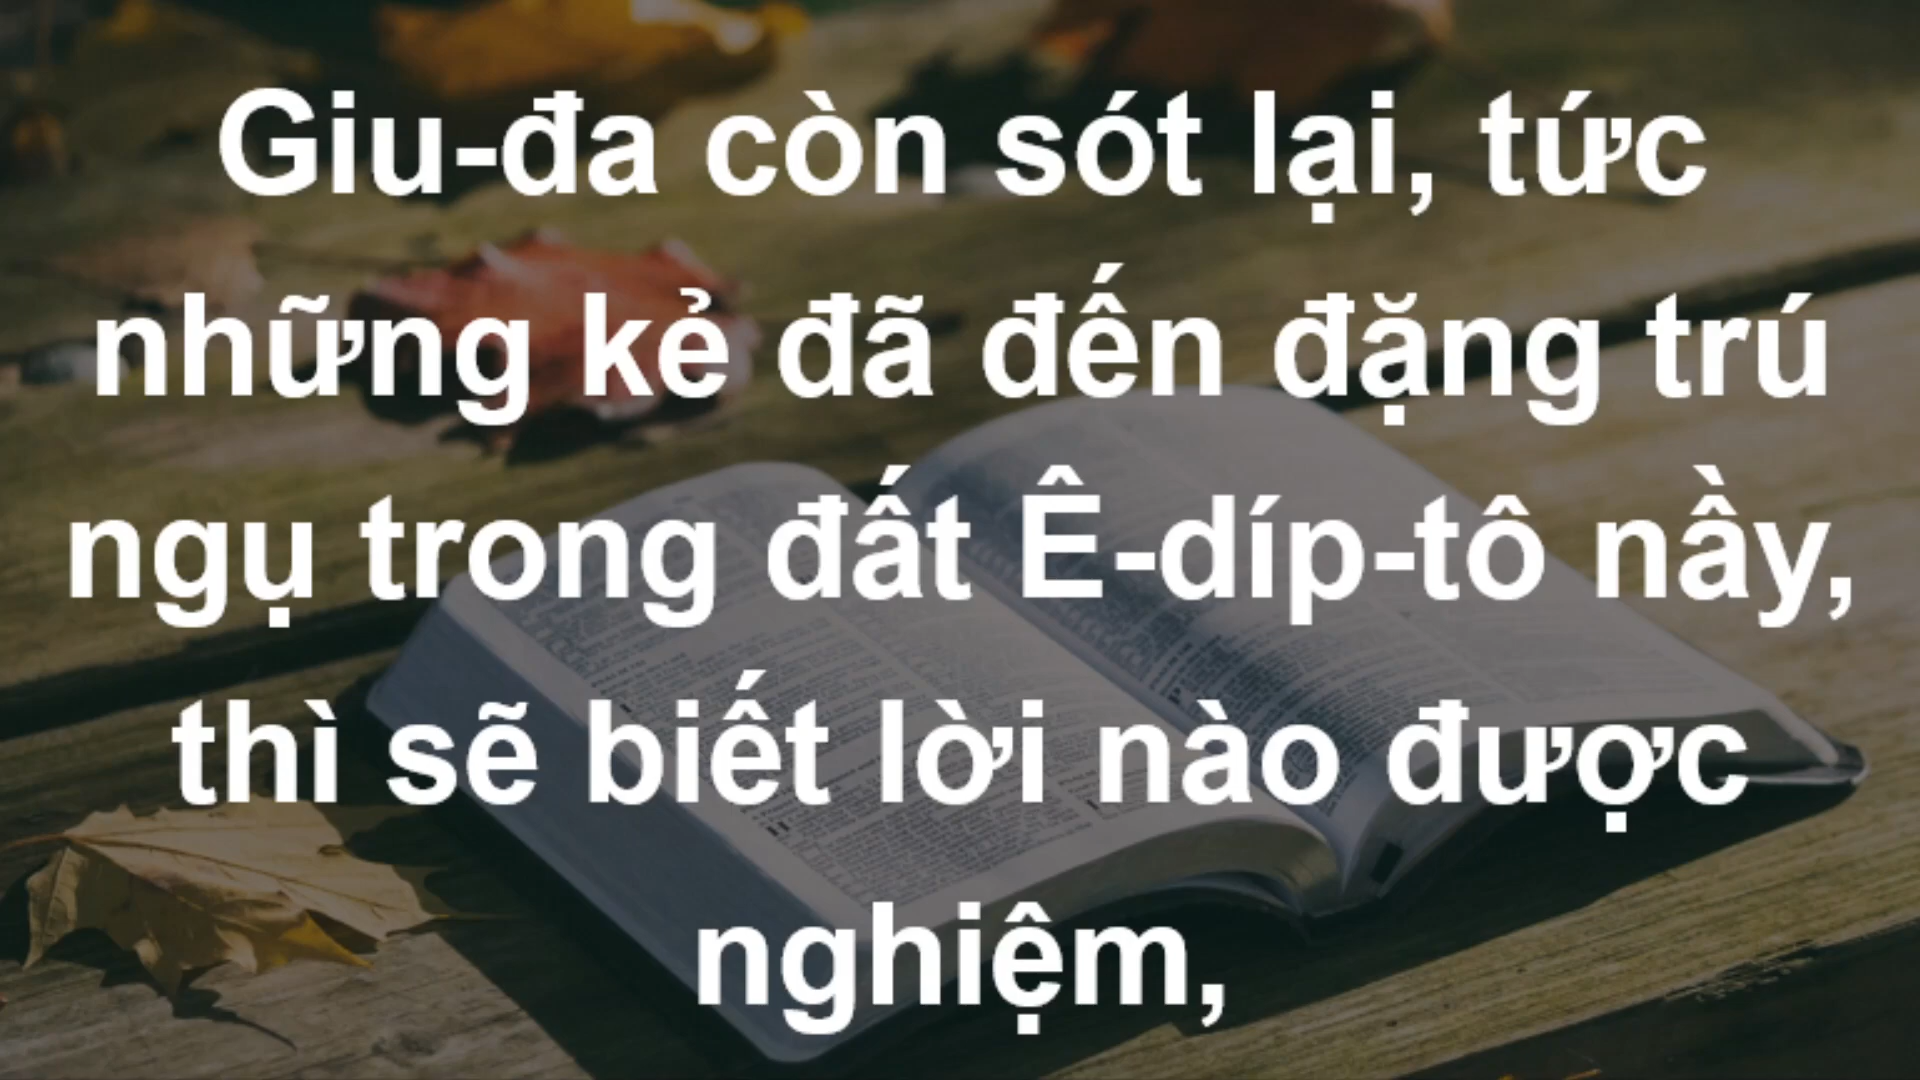 Giu-đa còn sót lại, tức
những kẻ đã đến đặng trú
ngụ trong đất Ê-díp-tô nầy,
thì sẽ biết lời nào được
nghiệm,